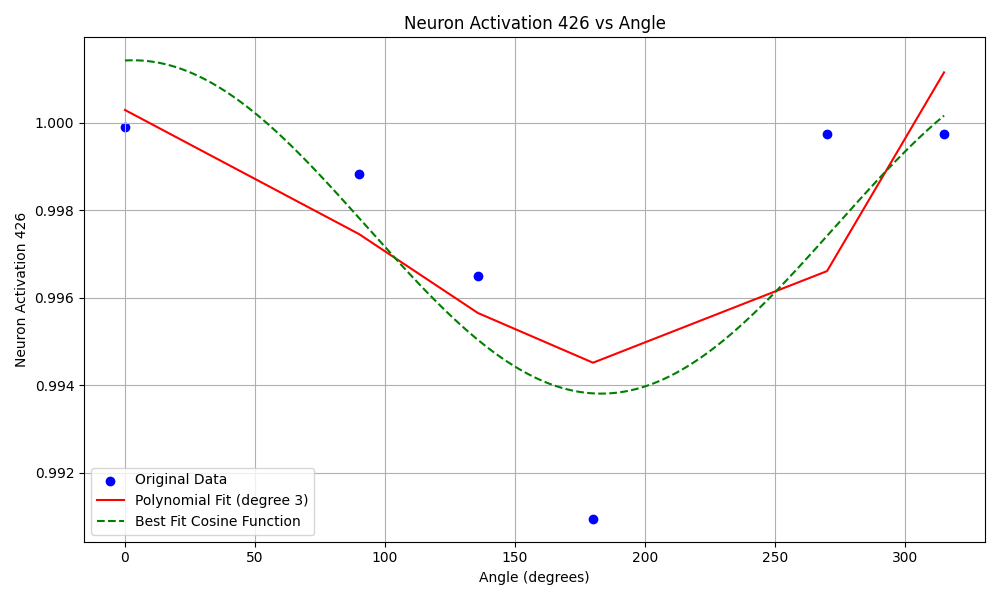 Neuron Activation 426 vs Angle
Neuron Activation 426
1.000
0.998
0.996
0.994
0.992
Original Data
Polynomial Fit (degree 3)
Best Fit Cosine Function
0 50 100 150 200 250 300
Angle (degrees)